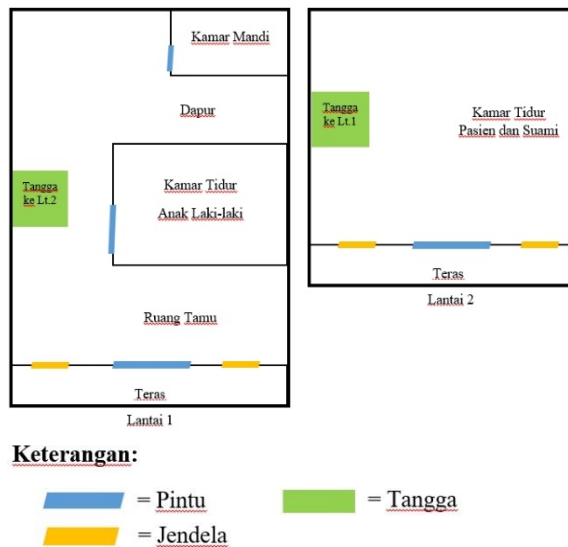 Kamar Mandi
Dapur
Tangga
ke Lt.2
Kamar Tidur
Anak Laki-laki
Ruang Tamu
Teras
Lantai 1
Tangga
ke Lt.1
Kamar Tidur
Pasien dan Suami
Teras
Lantai 2
Keterangan:
= Pintu
= Tangga
= Jendela